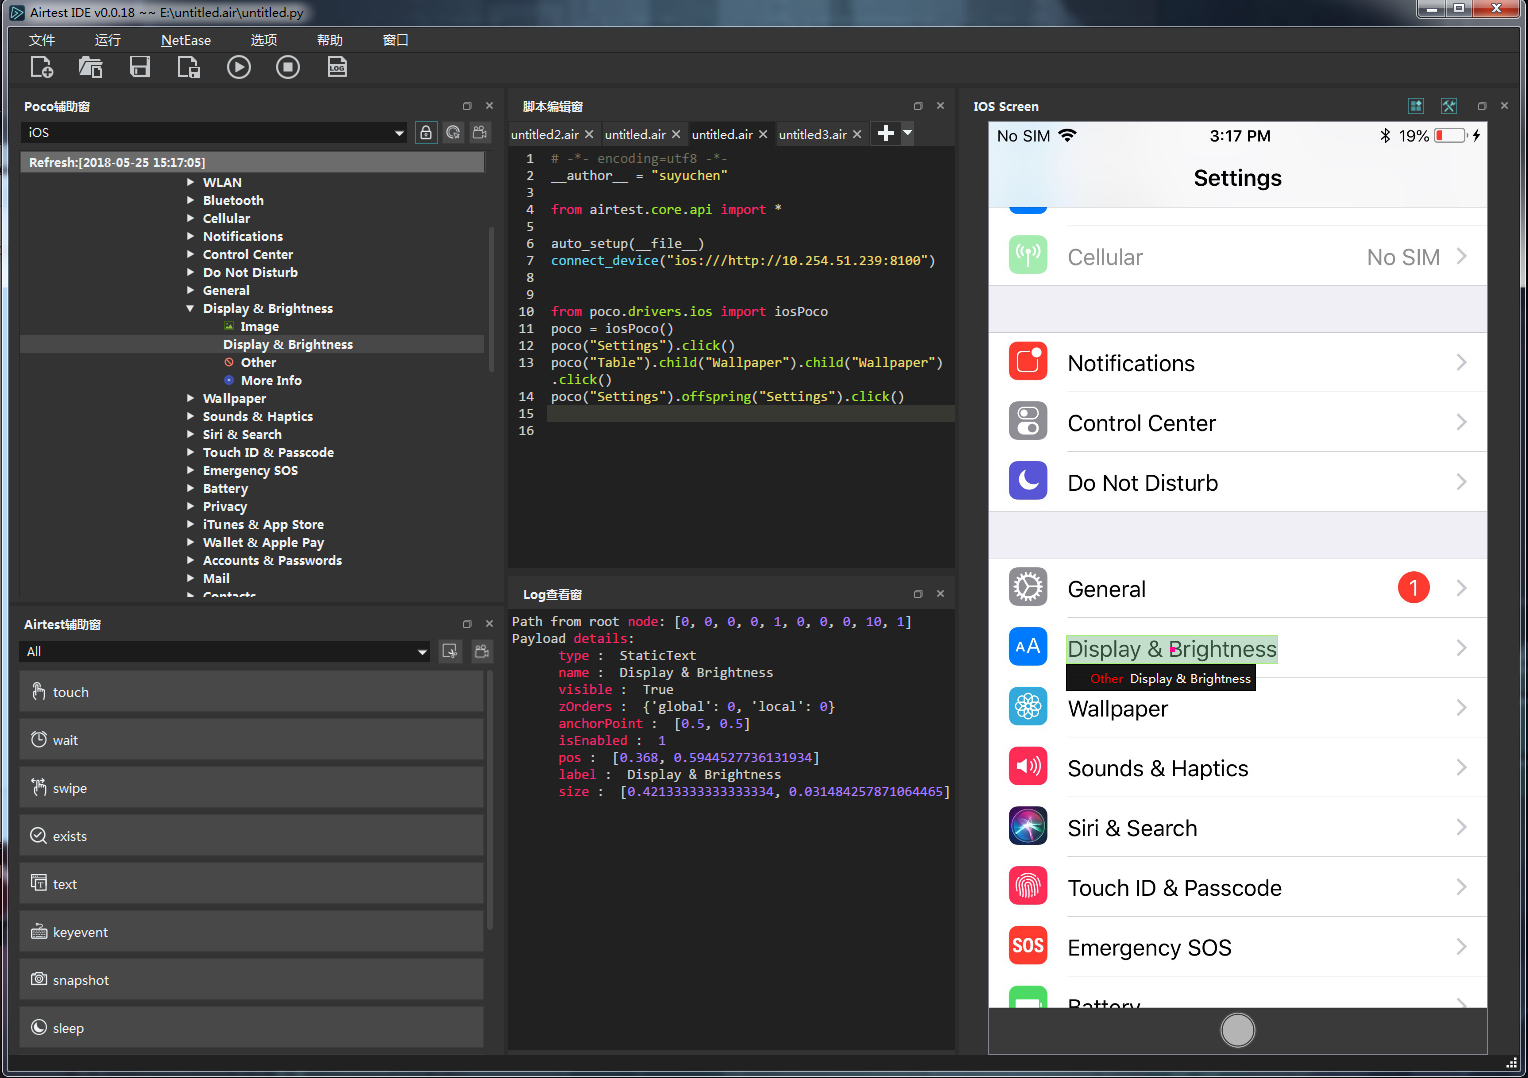 Airtest IDE v0.0.18 ~~ E:\untitled.air\untitled.py
文件 运行 NetEase 选项 帮助 窗口
LOG
Poco辅助窗
iOS
Refresh:[2018-05-25 15:17:05]
WLAN
Bluetooth
Cellular
Notifications
Control Center
Do Not Disturb
General
Display & Brightness
Image
Display & Brightness
Other
More Info
Wallpaper
Sounds & Haptics
Siri & Search
Touch ID & Passcode
Emergency SOS
Battery
Privacy
iTunes & App Store
Wallet & Apple Pay
Accounts & Passwords
Mail
Contacts
Airtest辅助窗
All
touch
wait
swipe
exists
text
keyevent
snapshot
sleep
脚本编辑窗
untitled2.air untitled.air untitled.air untitled3.air
1 # -*- encoding=utf8 -*-
2 __author__ = "suyuchen"
3
4 from airtest.core.api import *
5
6 auto_setup(__file__)
7 connect_device("ios:///http://10.254.51.239:8100")
8
9
10 from poco.drivers.ios import iosPoco
11 poco = iosPoco()
12 poco("Settings").click()
13 poco("Table").child("Wallpaper").child("Wallpaper")
.click()
14 poco("Settings").offspring("Settings").click()
15
16
Log查看窗
Path from root node: [0, 0, 0, 0, 1, 0, 0, 0, 10, 1]
Payload details:
type : StaticText
name : Display & Brightness
visible : True
zOrders : {'global': 0, 'local': 0}
anchorPoint : [0.5, 0.5]
isEnabled : 1
pos : [0.368, 0.5944527736131934]
label : Display & Brightness
size : [0.42133333333333334, 0.031484257871064465]
IOS Screen
No SIM 3:17 PM 19%
Settings
Cellular No SIM
Notifications
Control Center
Do Not Disturb
General 1
AA Display & Brightness
Other Display & Brightness
Wallpaper
Sounds & Haptics
Siri & Search
Touch ID & Passcode
SOS Emergency SOS
Battery